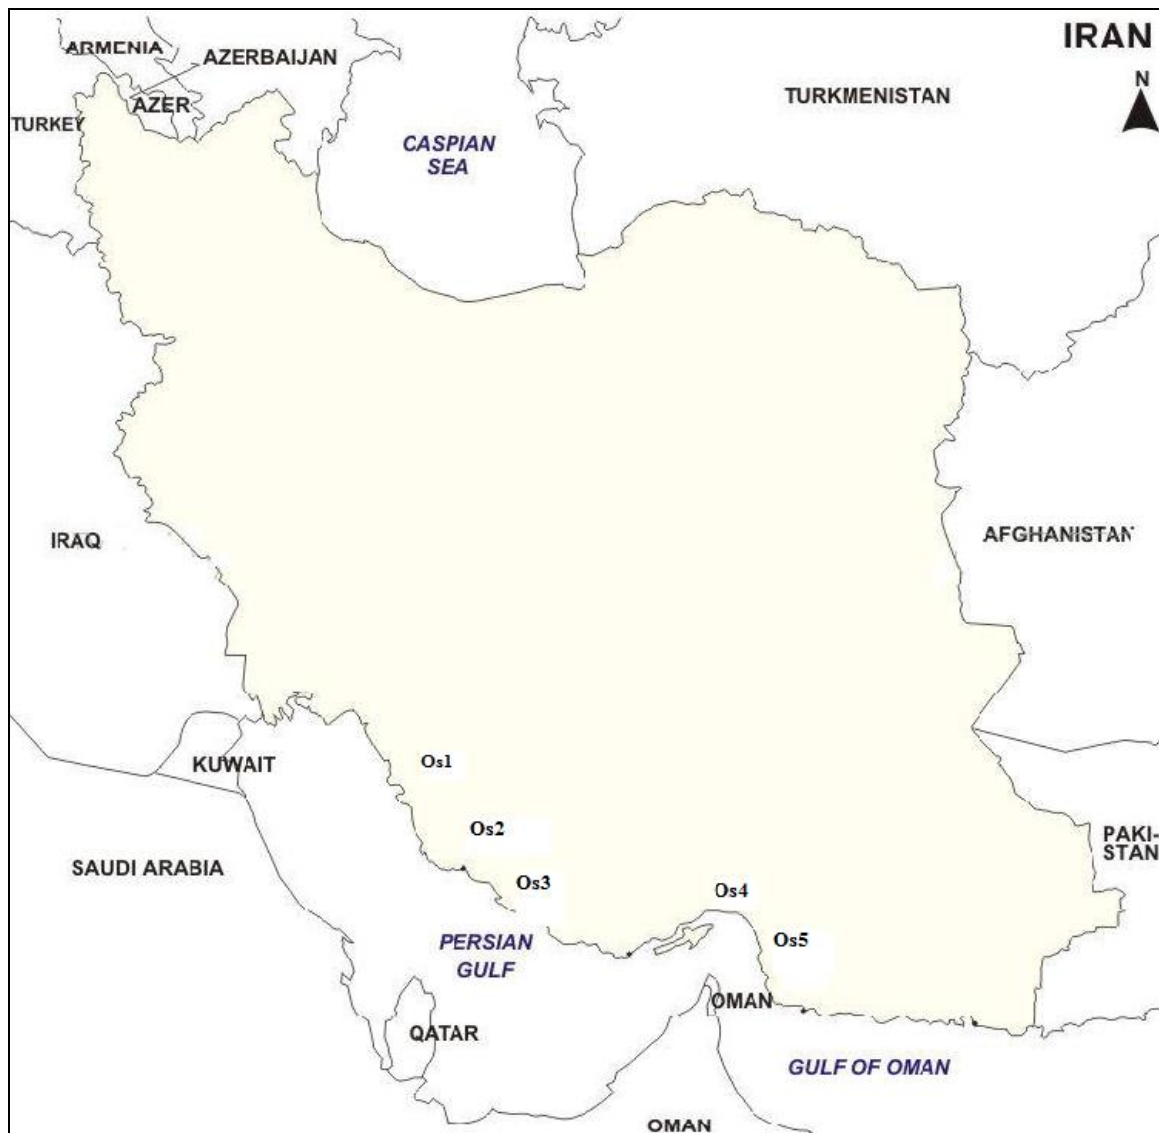 IRAN
N
ARMENIA
AZERBAIJAN
AZER
TURKEY
TURKMENISTAN
CASPIAN
SEA
IRAQ
AFGHANISTAN
KUWAIT
Os1
Os2
Os3
Os4
Os5
PAKI-
STAN
SAUDI ARABIA
PERSIAN
GULF
OMAN
QATAR
GULF OF OMAN
OMAN